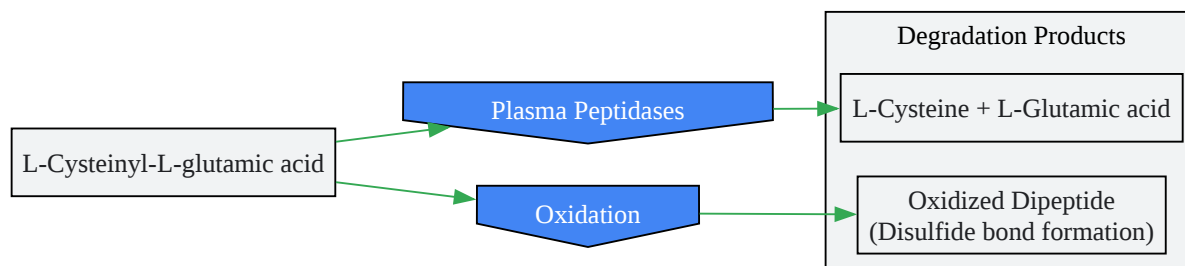 Degradation Products
Plasma Peptidases
L-Cysteine + L-Glutamic acid
L-Cysteinyl-L-glutamic acid
Oxidation
Oxidized Dipeptide
(Disulfide bond formation)